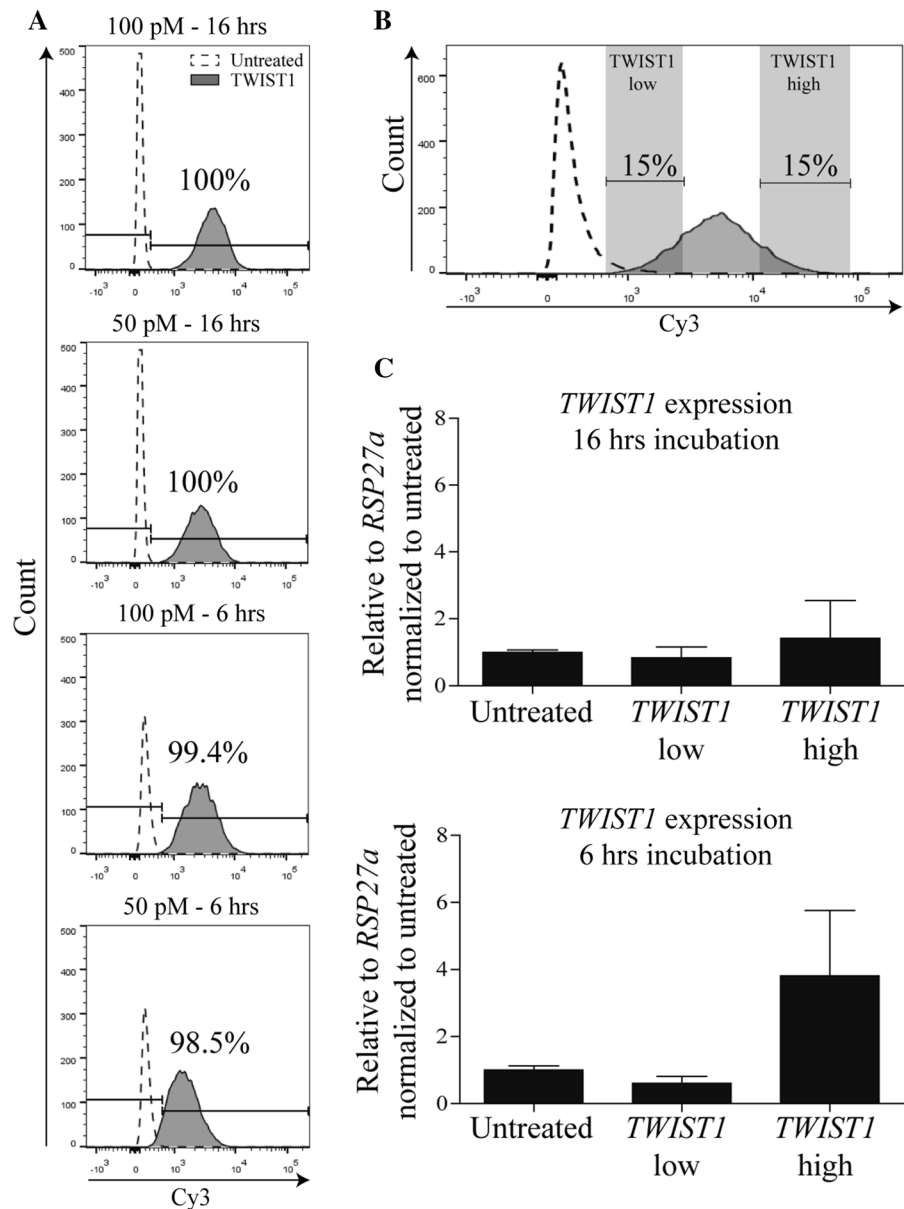 A
100 pM - 16 hrs
500
400
300
200
100
0
Untreated
TWIST1
100%
-10³ 0 10³ 10⁴ 10⁵
50 pM - 16 hrs
500
400
300
200
100
0
100%
-10³ 0 10³ 10⁴ 10⁵
100 pM - 6 hrs
500
400
300
200
100
0
99.4%
-10³ 0 10³ 10⁴ 10⁵
50 pM - 6 hrs
500
400
300
200
100
0
98.5%
-10³ 0 10³ 10⁴ 10⁵
Count
Cy3
B
Count
600
400
200
0
TWIST1
low
TWIST1
high
15%
15%
-10³ 0 10³ 10⁴ 10⁵
Cy3
C
TWIST1 expression
16 hrs incubation
Relative to RSP27a
normalized to untreated
8
6
4
2
0
Untreated
TWIST1
low
TWIST1
high
TWIST1 expression
6 hrs incubation
Relative to RSP27a
normalized to untreated
8
6
4
2
0
Untreated
TWIST1
low
TWIST1
high